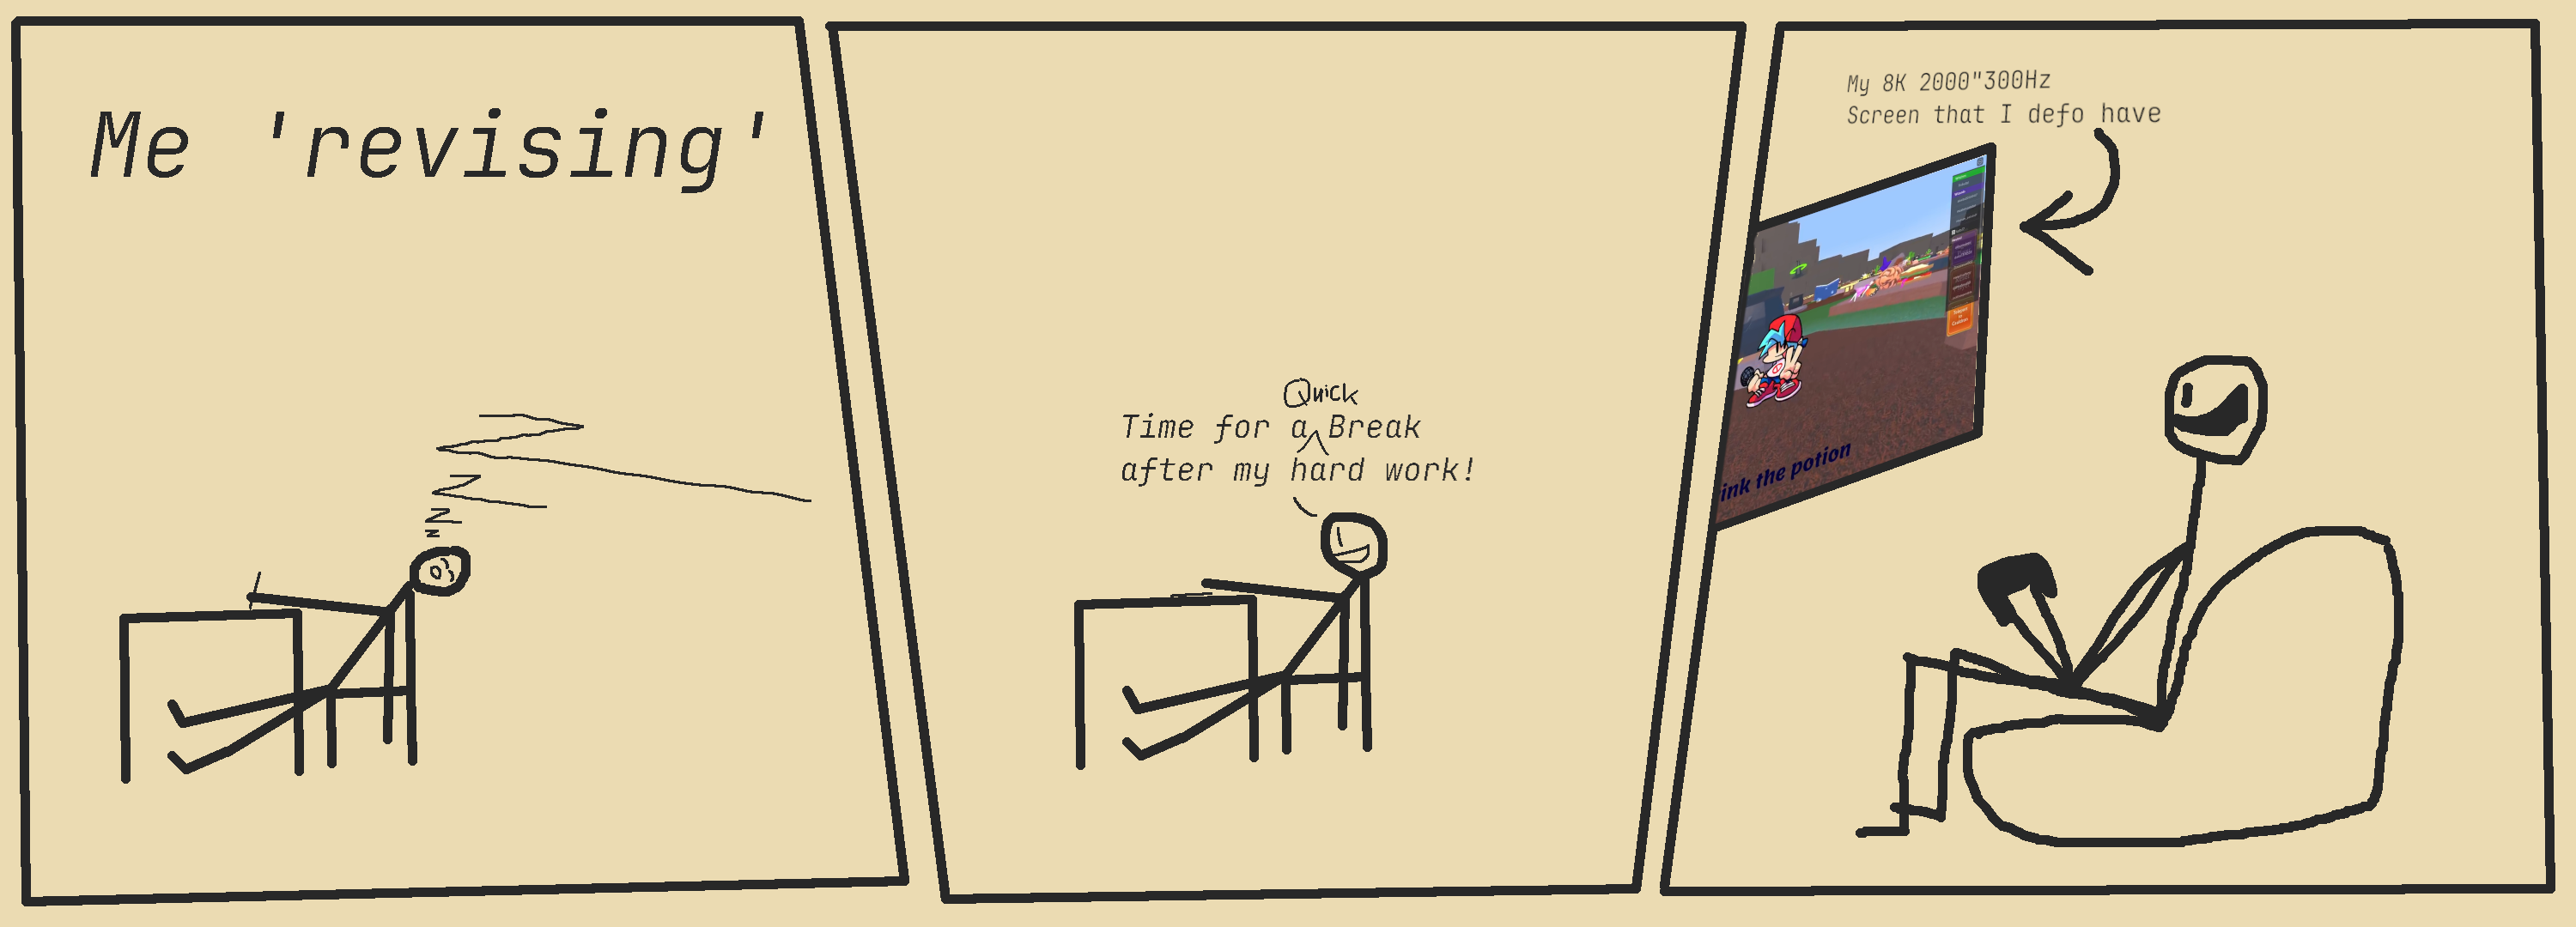 Me 'revising'
z
z
N
Z
Quick
Time for a Break
after my hard work!
My 8K 2000"300Hz
Screen that I defo have
ink the potion